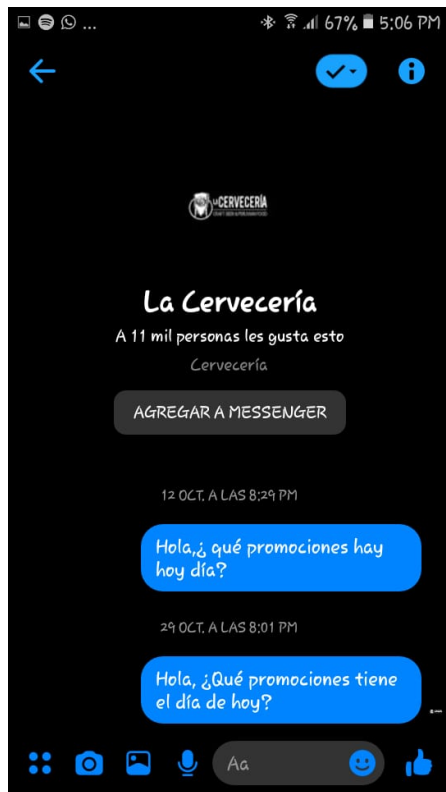 ... 67% 5:06 PM
LA CERVECERÍA
La Cervecería
A 11 mil personas les gusta esto
Cervecería
AGREGAR A MESSENGER
12 OCT. A LAS 8:29 PM
Hola,¿ qué promociones hay
hoy día?
29 OCT. A LAS 8:01 PM
Hola, ¿Qué promociones tiene
el día de hoy?
Aa